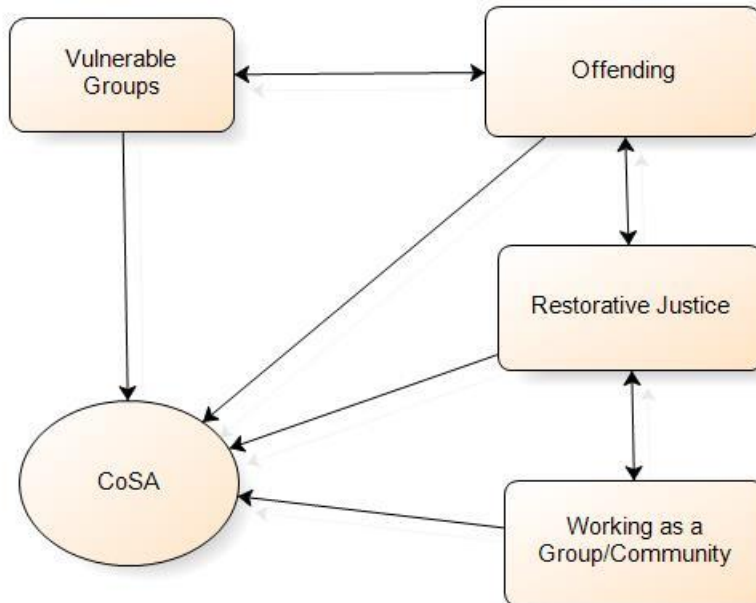 Vulnerable
Groups
Offending
Restorative Justice
CoSA
Working as a
Group/Community